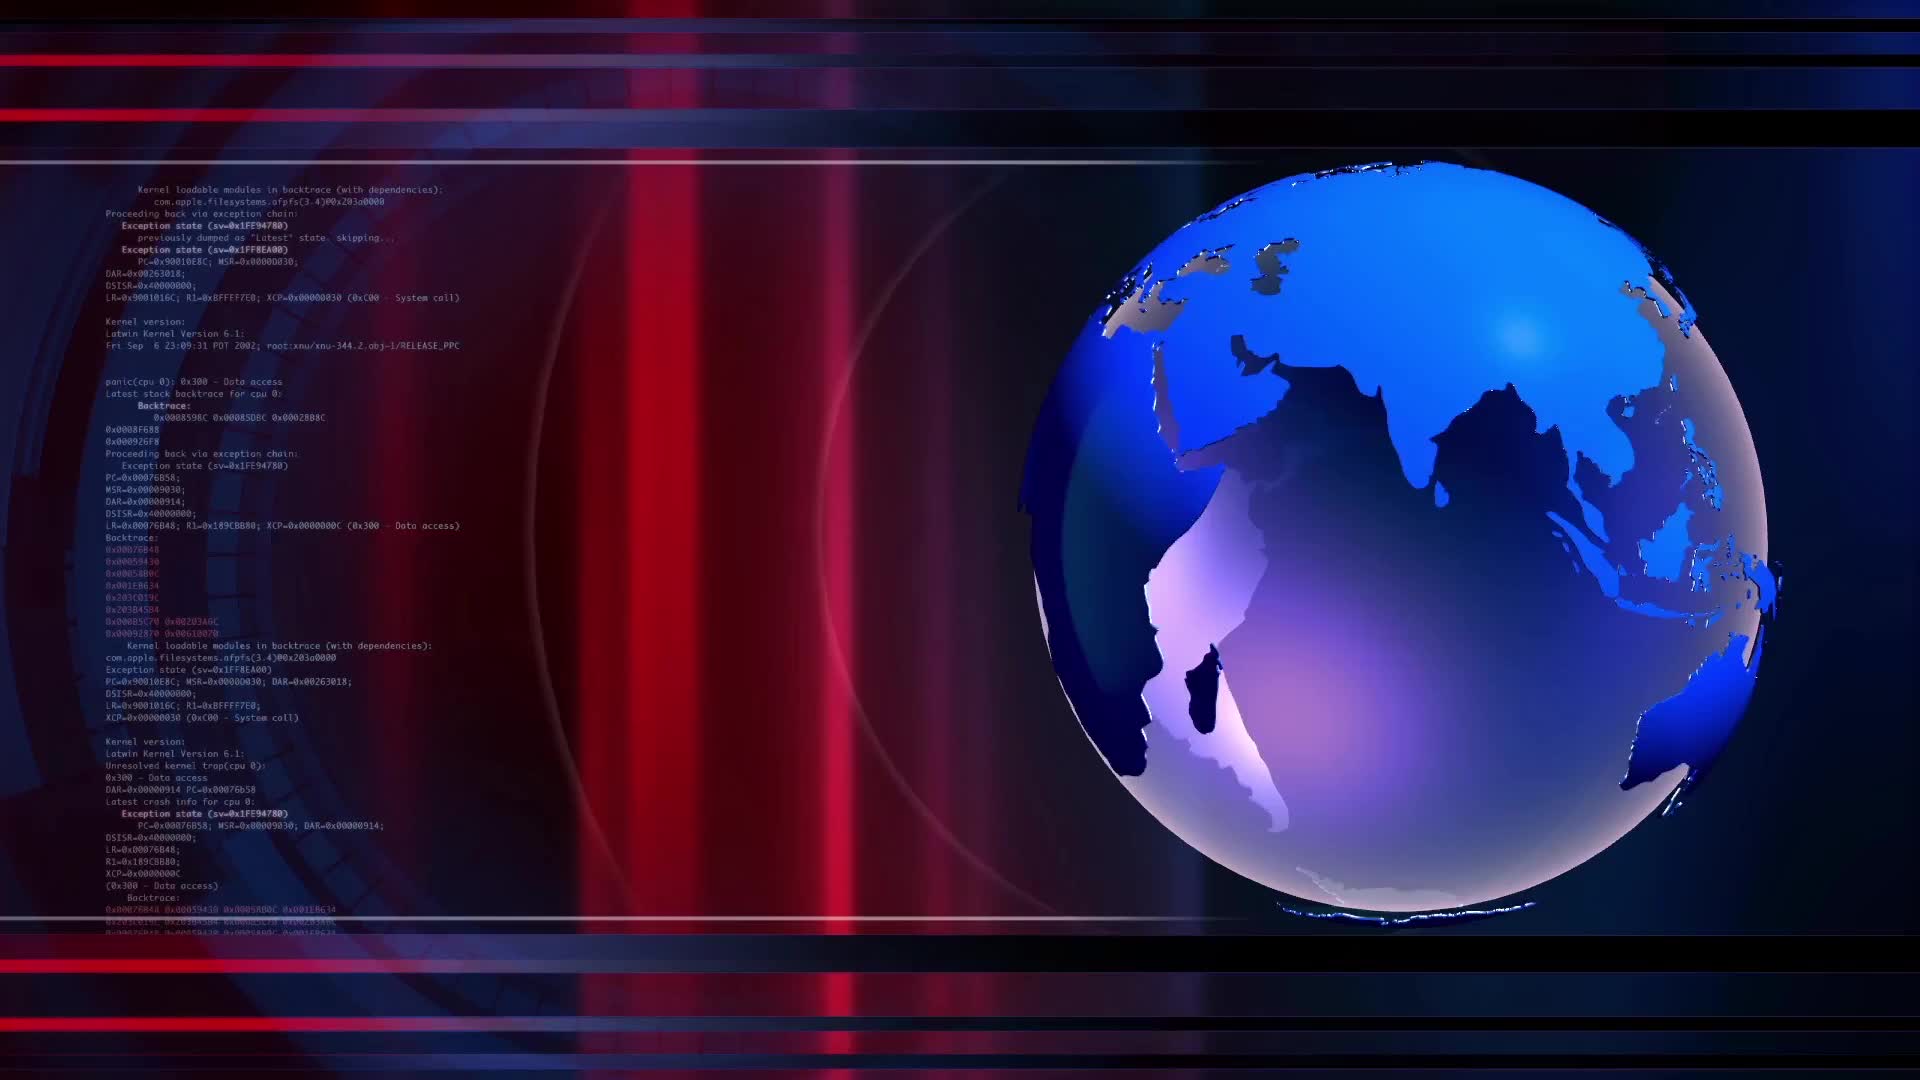 Kernel loadable modules in backtrace (with dependencies):
com.apple.filesystems.afpfs(3.4)@0x203a0000
Proceeding back via exception chain:
Exception state (sv=0x1FE94780)
previously dumped as "Latest" state. skipping...
Exception state (sv=0x1FF8EA00)
PC=0x90010E8C; MSR=0x0000D030;
DAR=0x00263018;
DSISR=0x40000000;
LR=0x9001016C; R1=0xBFFFF7E0; XCP=0x00000030 (0xC00 - System call)
Kernel version:
Latwin Kernel Version 6.1:
Fri Sep 6 23:09:31 PDT 2002; root:xnu/xnu-344.2.obj~1/RELEASE_PPC
panic(cpu 0): 0x300 - Data access
Latest stack backtrace for cpu 0:
Backtrace:
0x0008598C 0x00085D8C 0x00028B8C
0x0008F688
0x000926F8
Proceeding back via exception chain:
Exception state (sv=0x1FE94780)
PC=0x00076B58;
MSR=0x00009030;
DAR=0x00000914;
DSISR=0x40000000;
LR=0x00076B48; R1=0x189CBB80; XCP=0x0000000C (0x300 - Data access)
Backtrace:
0x00076B48
0x00059430
0x00058B0C
0x001EB634
0x203C019C
0x203B4584
0x000B5C70 0x00203A6C
0x00092870 0x00610070
Kernel loadable modules in backtrace (with dependencies):
com.apple.filesystems.afpfs(3.4)@0x203a0000
Exception state (sv=0x1FF8EA00)
PC=0x90010E8C; MSR=0x0000D030; DAR=0x00263018;
DSISR=0x40000000;
LR=0x9001016C; R1=0xBFFFF7E0;
XCP=0x00000030 (0xC00 - System call)
Kernel version:
Latwin Kernel Version 6.1:
Unresolved kernel trap(cpu 0):
0x300 - Data access
DAR=0x00000914 PC=0x00076b58
Latest crash info for cpu 0:
Exception state (sv=0x1FE94780)
PC=0x00076B58; MSR=0x00009030; DAR=0x00000914;
DSISR=0x40000000;
LR=0x00076B48;
R1=0x189CBB80;
XCP=0x0000000C
(0x300 - Data access)
Backtrace:
0x00076B48 0x00059430 0x00058B0C 0x001EB634